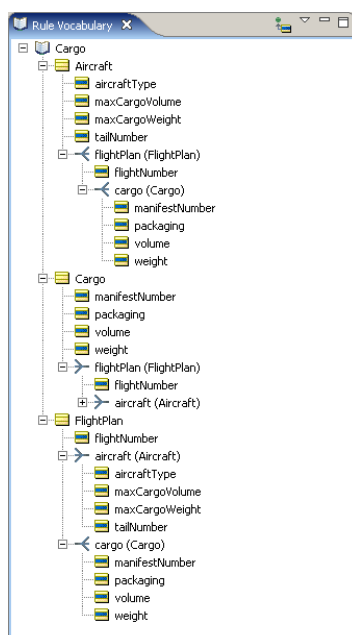 Rule Vocabulary
Cargo
Aircraft
aircraftType
maxCargoVolume
maxCargoWeight
tailNumber
flightPlan (FlightPlan)
flightNumber
cargo (Cargo)
manifestNumber
packaging
volume
weight
Cargo
manifestNumber
packaging
volume
weight
flightPlan (FlightPlan)
flightNumber
aircraft (Aircraft)
FlightPlan
flightNumber
aircraft (Aircraft)
aircraftType
maxCargoVolume
maxCargoWeight
tailNumber
cargo (Cargo)
manifestNumber
packaging
volume
weight